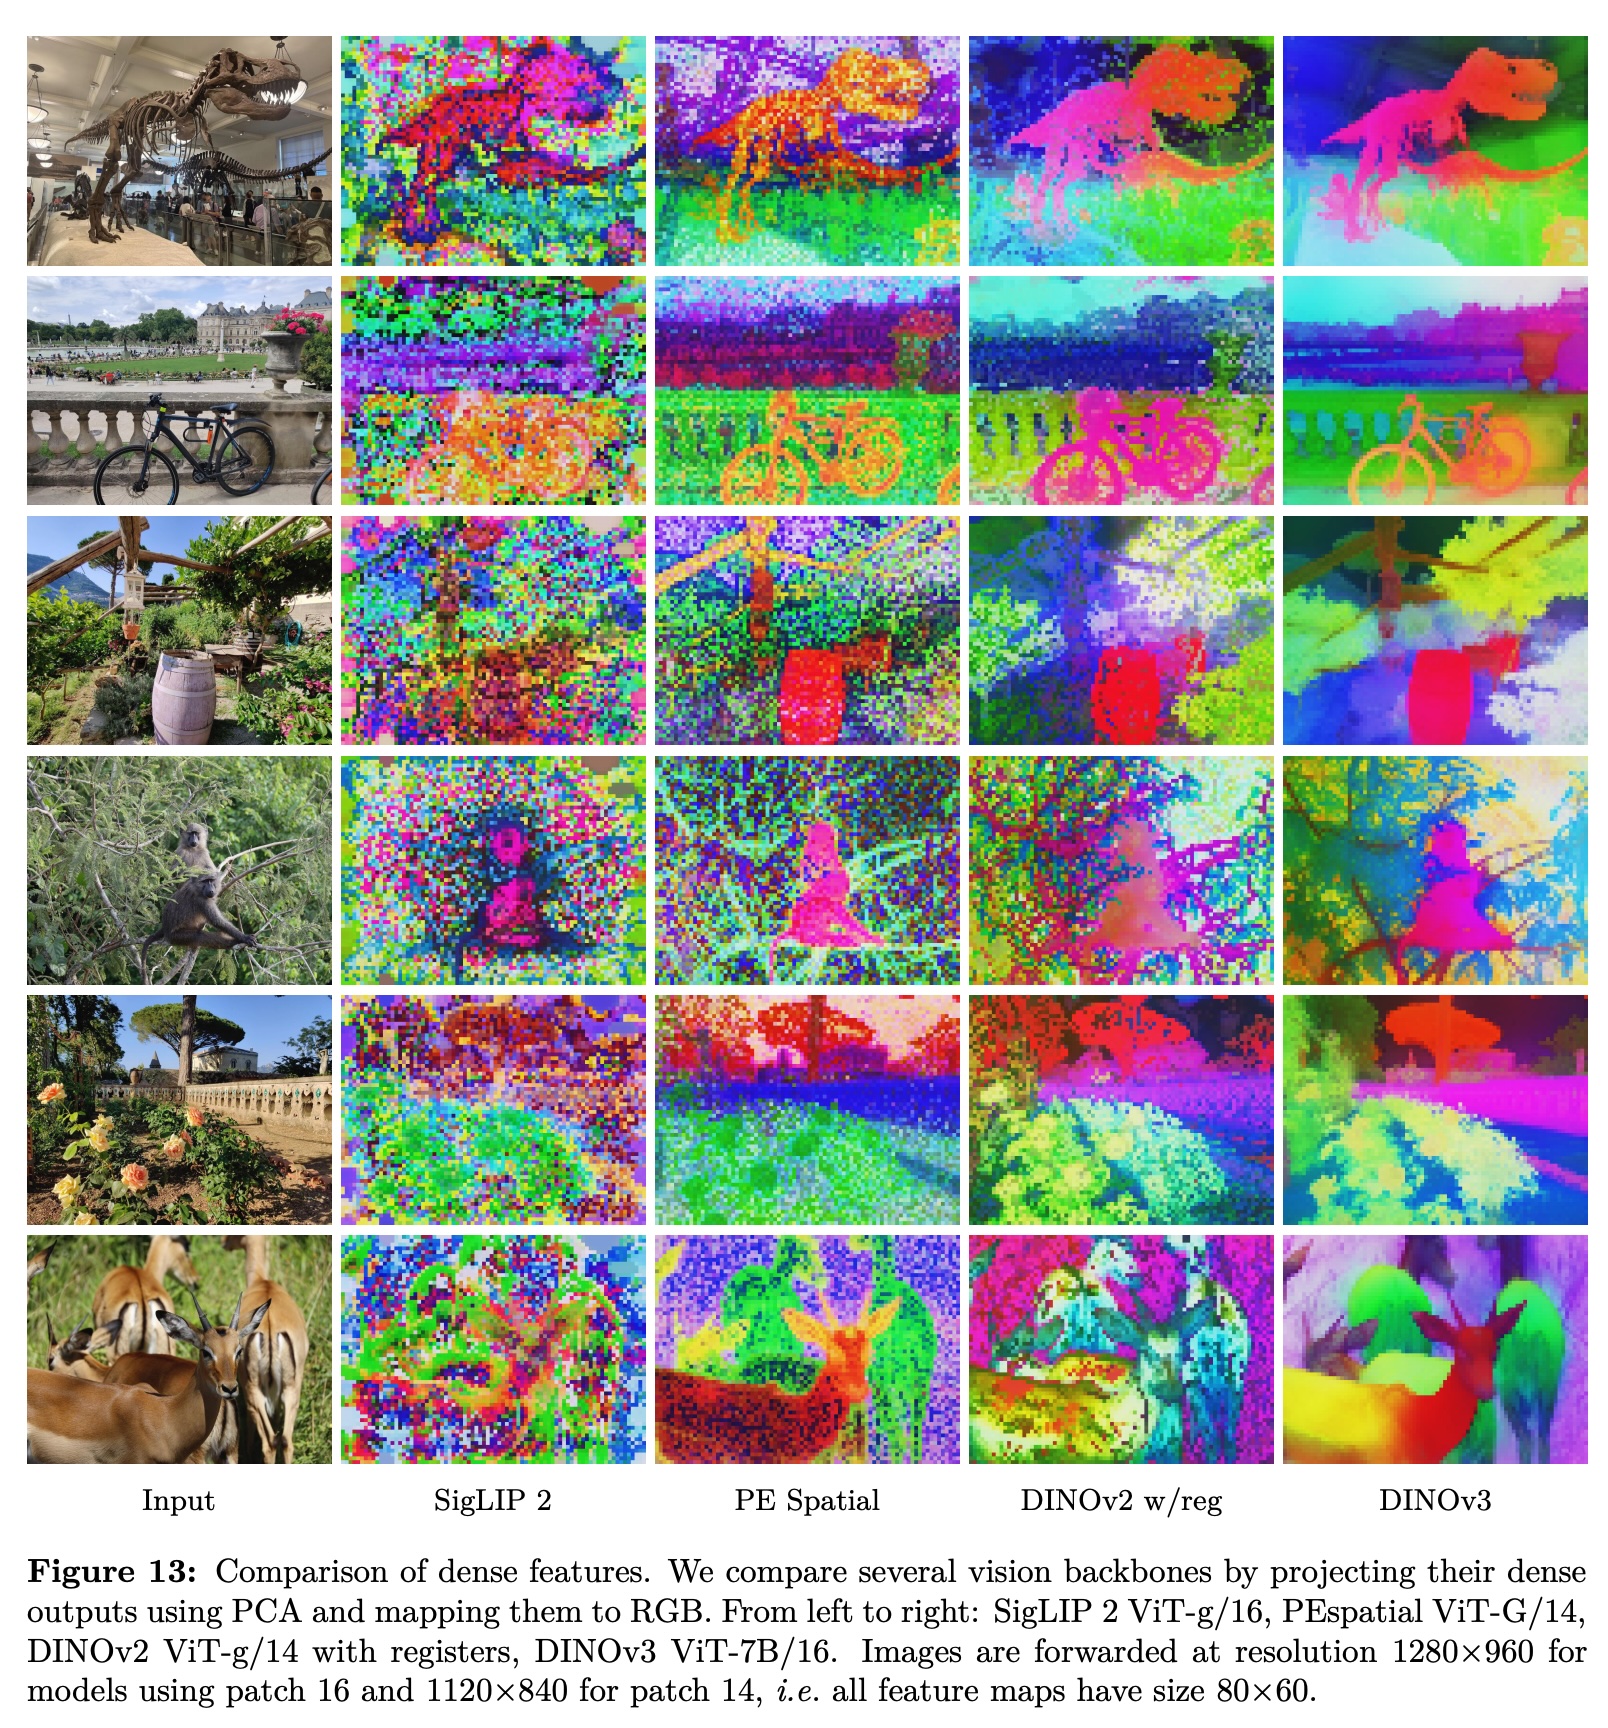 Input SigLIP 2 PE Spatial DINOv2 w/reg DINOv3
Figure 13: Comparison of dense features. We compare several vision backbones by projecting their dense
outputs using PCA and mapping them to RGB. From left to right: SigLIP 2 ViT-g/16, PEspatial ViT-G/14,
DINOv2 ViT-g/14 with registers, DINOv3 ViT-7B/16. Images are forwarded at resolution 1280×960 for
models using patch 16 and 1120×840 for patch 14, i.e. all feature maps have size 80×60.